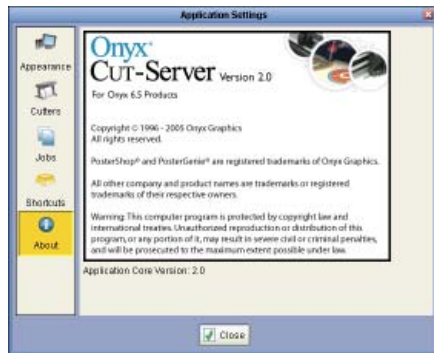 Application Settings
Appearance
Cutters
Jobs
Shortcuts
About
Onyx®
CUT-SERVER Version 2.0
For Onyx 6.5 Products
Copyright © 1996 - 2005 Onyx Graphics
All rights reserved.
PosterShop® and PosterGenie® are registered trademarks of Onyx Graphics.
All other company and product names are trademarks or registered
trademarks of their respective owners.
Warning: This computer program is protected by copyright law and
international treaties. Unauthorized reproduction or distribution of this
program, or any portion of it, may result in severe civil or criminal penalties,
and will be prosecuted to the maximum extent possible under law.
Application Core Version: 2.0
Close